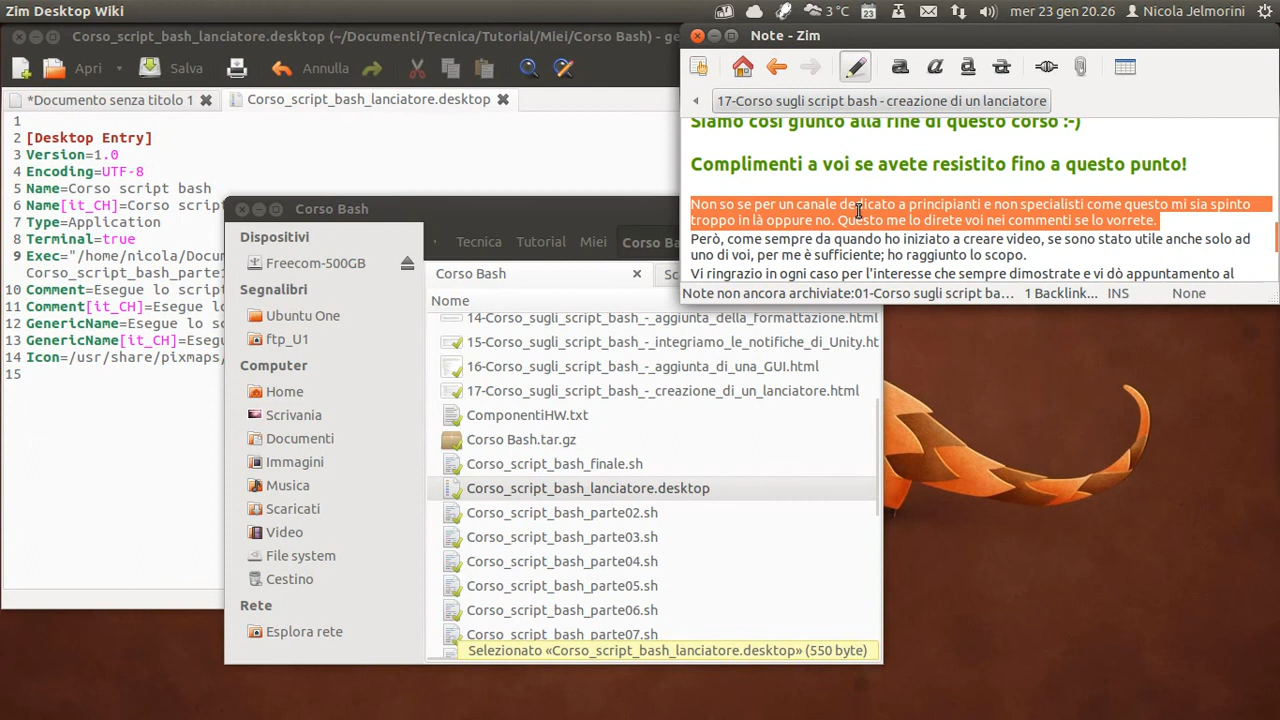 Zim Desktop Wiki
3 °C
mer 23 gen 20.26
Nicola Jelmorini
Corso_script_bash_lanciatore.desktop (~/Documenti/Tecnica/Tutorial/Miei/Corso Bash) - ge
Apri
Salva
Annulla
*Documento senza titolo 1
Corso_script_bash_lanciatore.desktop
1
2 [Desktop Entry]
3 Version=1.0
4 Encoding=UTF-8
5 Name=Corso script bash
6 Name[it_CH]=Corso script
7 Type=Application
8 Terminal=true
9 Exec="/home/nicola/Docum
Corso_script_bash_parte1
10 Comment=Esegue lo script
11 Comment[it_CH]=Esegue
12 GenericName=Esegue lo sc
13 GenericName[it_CH]=Esegu
14 Icon=/usr/share/pixmaps/
15
Corso Bash
Dispositivi
Freecom-500GB
Segnalibri
Ubuntu One
ftp_U1
Computer
Home
Scrivania
Documenti
Immagini
Musica
Scaricati
Video
File system
Cestino
Rete
Esplora rete
Tecnica
Tutorial
Miei
Corso Ba
Corso Bash
Nome
14-Corso_sugli_script_bash_-_aggiunta_della_formattazione.html
15-Corso_sugli_script_bash_-_integriamo_le_notifiche_di_Unity.ht
16-Corso_sugli_script_bash_-_aggiunta_di_una_GUI.html
17-Corso_sugli_script_bash_-_creazione_di_un_lanciatore.html
ComponentiHW.txt
Corso Bash.tar.gz
Corso_script_bash_finale.sh
Corso_script_bash_lanciatore.desktop
Corso_script_bash_parte02.sh
Corso_script_bash_parte03.sh
Corso_script_bash_parte04.sh
Corso_script_bash_parte05.sh
Corso_script_bash_parte06.sh
Corso_script_bash_parte07.sh
Selezionato «Corso_script_bash_lanciatore.desktop» (550 byte)
Note - Zim
17-Corso sugli script bash - creazione di un lanciatore
Siamo così giunto alla fine di questo corso :-)
Complimenti a voi se avete resistito fino a questo punto!
Non so se per un canale dedicato a principianti e non specialisti come questo mi sia spinto
troppo in là oppure no. Questo me lo direte voi nei commenti se lo vorrete.
Però, come sempre da quando ho iniziato a creare video, se sono stato utile anche solo ad
uno di voi, per me è sufficiente; ho raggiunto lo scopo.
Vi ringrazio in ogni caso per l'interesse che sempre dimostrate e vi dò appuntamento al
Note non ancora archiviate:01-Corso sugli script ba...
1 Backlink...
INS
None